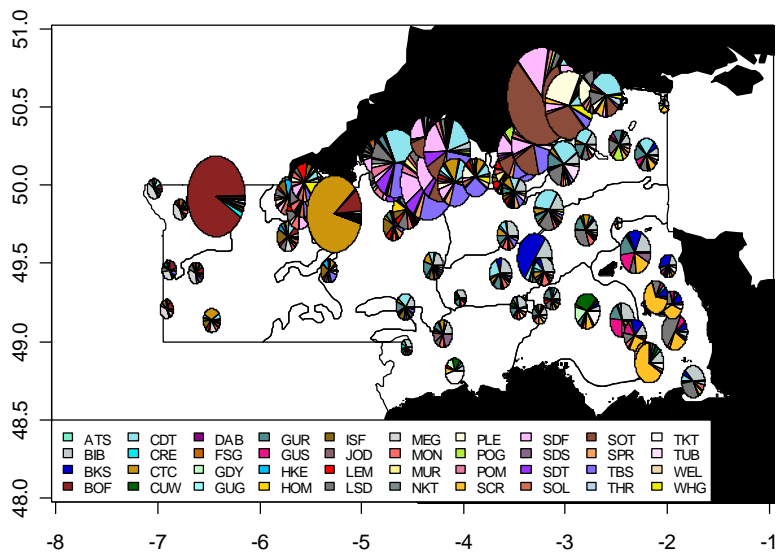 51.0
50.5
50.0
49.5
49.0
48.5
48.0
ATS CDT DAB GUR ISF MEG PLE SDF SOT TKT
BIB CRE FSG GUS JOD MON POG SDS SPR TUB
BKS CTC GDY HKE LEM MUR POM SDT TBS WEL
BOF CUW GUG HOM LSD NKT SCR SOL THR WHG
-8 -7 -6 -5 -4 -3 -2 -1